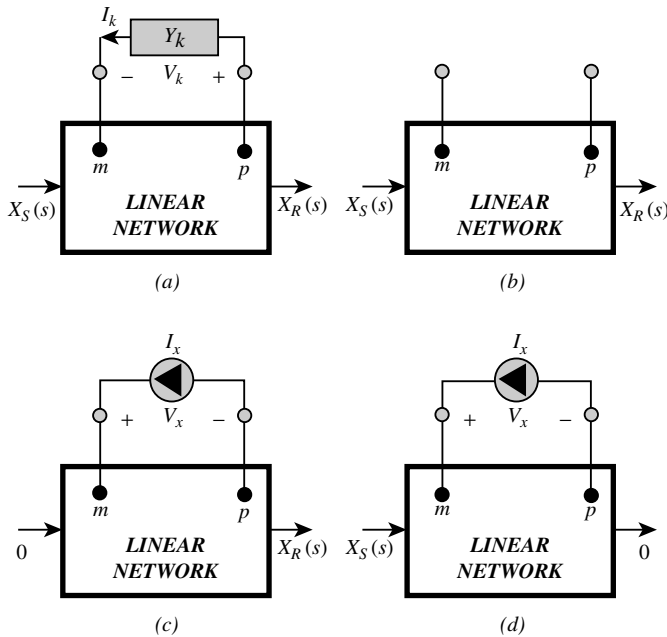 I_k
Y_k
− V_k +
m p
X_S(s) LINEAR NETWORK X_R(s)
(a)
m p
X_S(s) LINEAR NETWORK X_R(s)
(b)
I_x
+ V_x −
m p
0 LINEAR NETWORK X_R(s)
(c)
I_x
+ V_x −
m p
X_S(s) LINEAR NETWORK 0
(d)